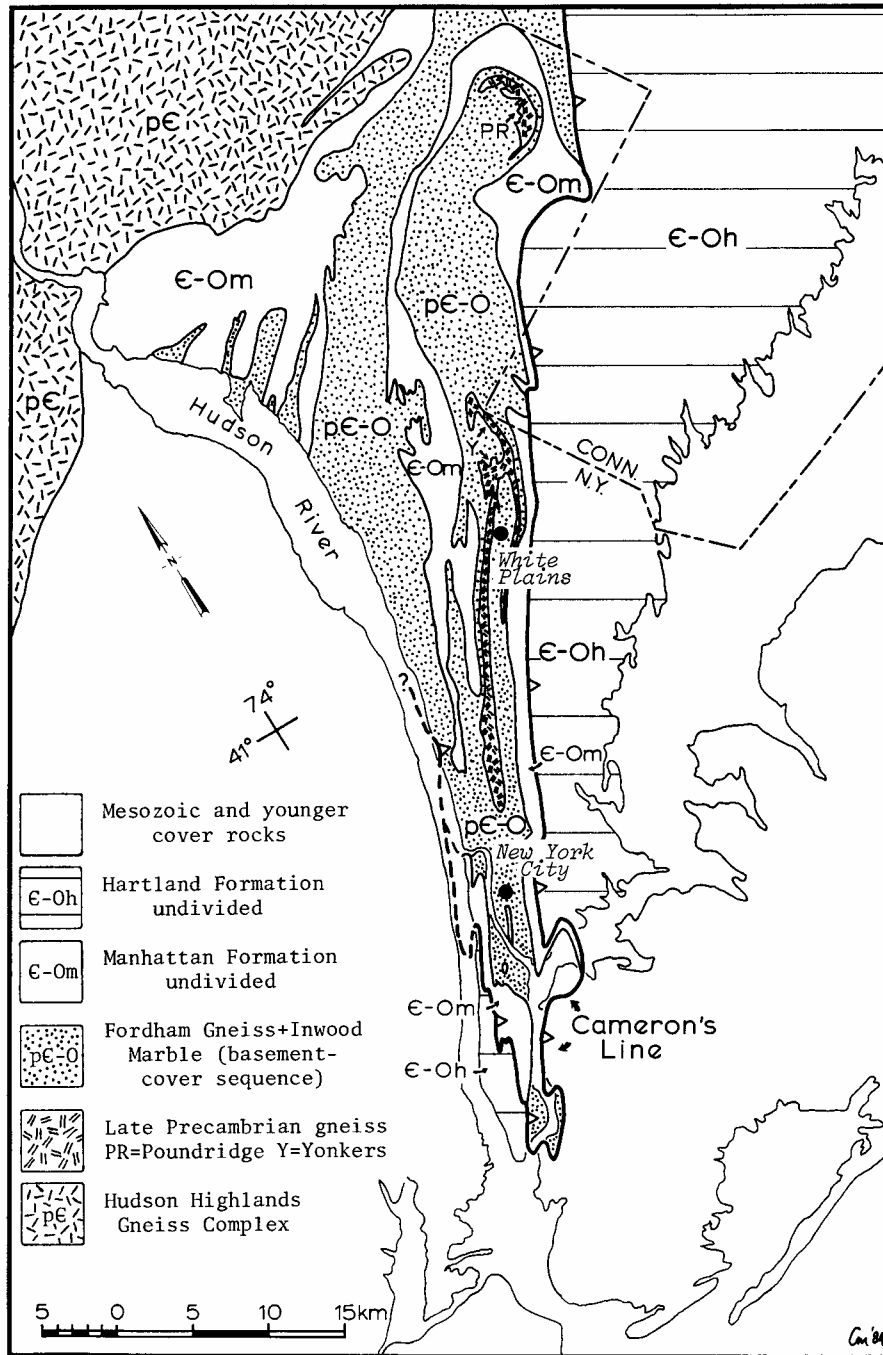 pЄ
PR
Є-Om
Є-Oh
Є-Om
pЄ-O
pЄ
Hudson
River
pЄ-O
Є-Om
Y
CONN.
N.Y.
White
Plains
N
Є-Oh
?
74°
41°
Є-Om
pЄ-O
New York
City
Є-Om
Є-Oh
Cameron's
Line
Mesozoic and younger
cover rocks
Є-Oh
Hartland Formation
undivided
Є-Om
Manhattan Formation
undivided
pЄ-O
Fordham Gneiss+Inwood
Marble (basement-
cover sequence)
Late Precambrian gneiss
PR=Poundridge Y=Yonkers
pЄ
Hudson Highlands
Gneiss Complex
5 0 5 10 15km